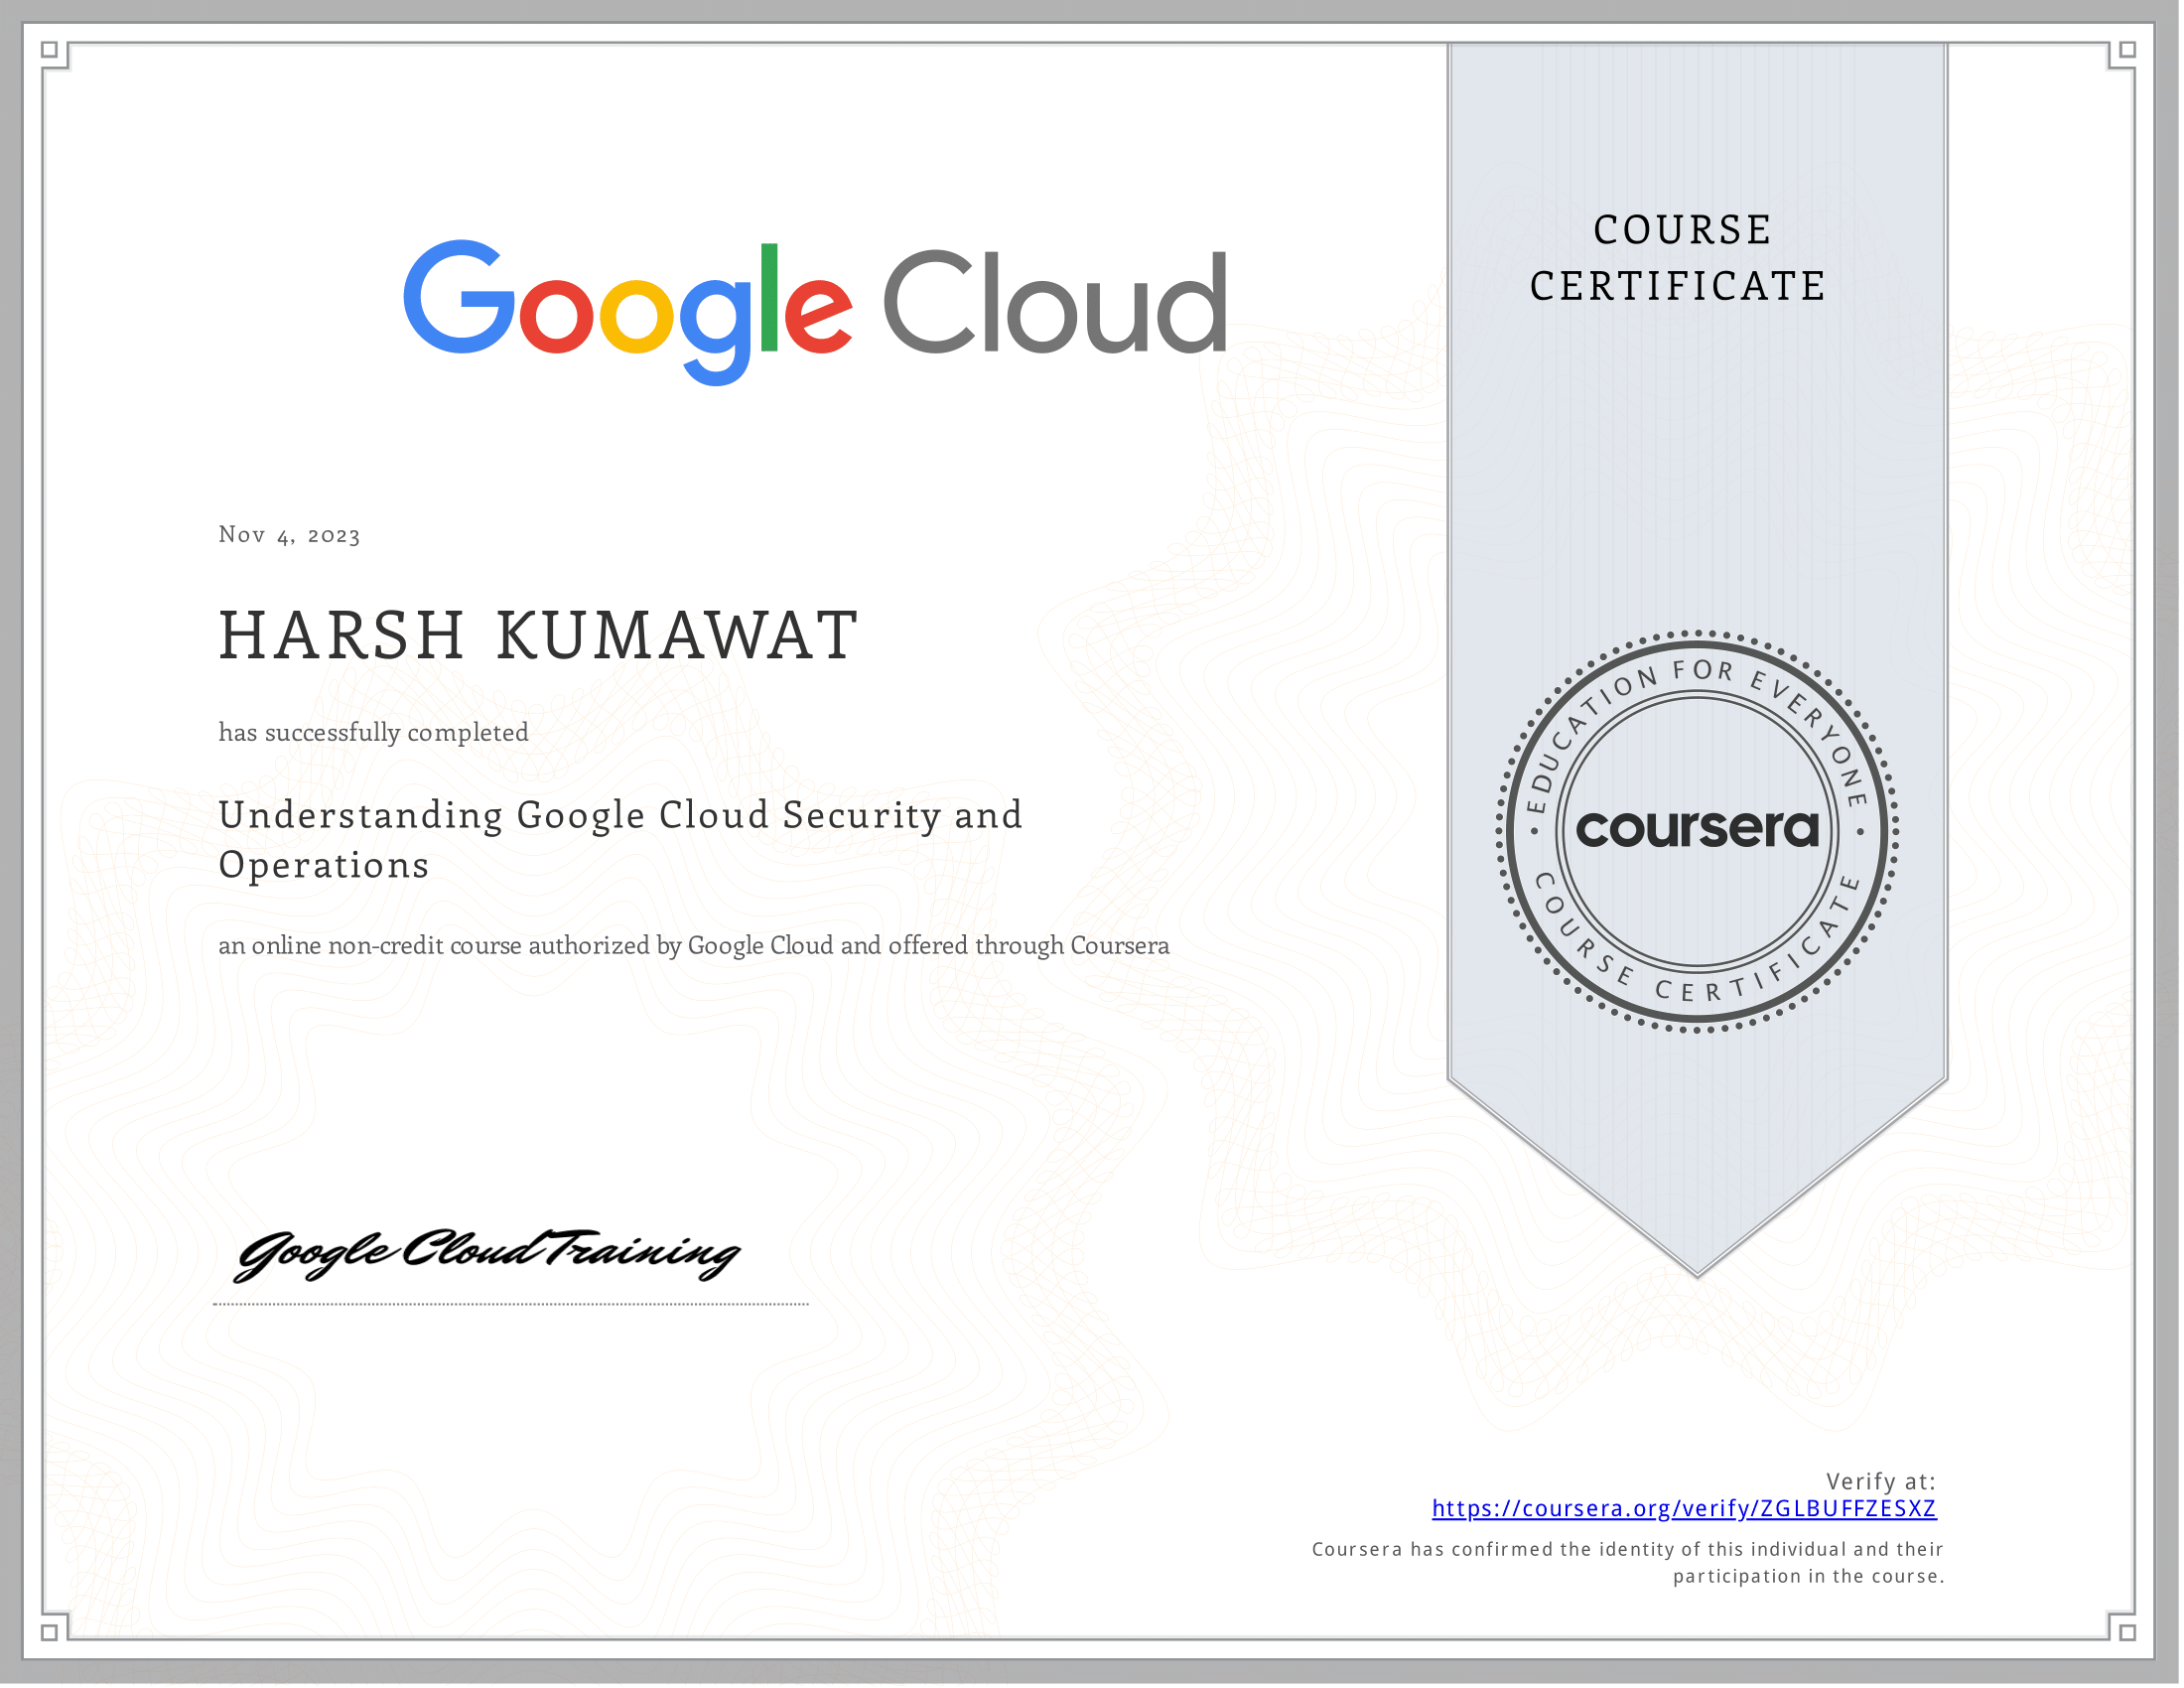 Google Cloud
COURSE
CERTIFICATE
Nov 4, 2023
HARSH KUMAWAT
has successfully completed
Understanding Google Cloud Security and
Operations
an online non-credit course authorized by Google Cloud and offered through Coursera
EDUCATION FOR EVERYONE
coursera
COURSE CERTIFICATE
Google Cloud Training
Verify at:
https://coursera.org/verify/ZGLBUFFZESXZ
Coursera has confirmed the identity of this individual and their
participation in the course.